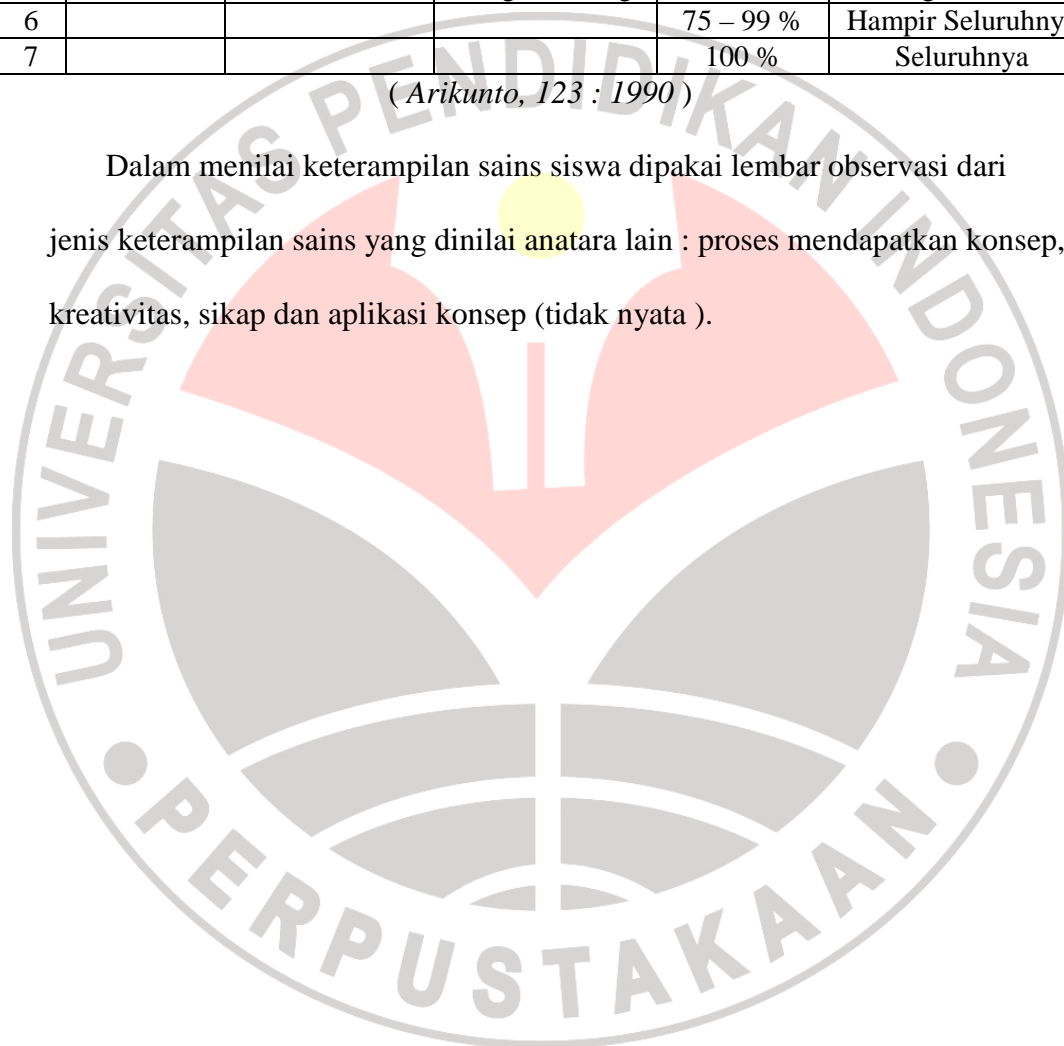 6 75 – 99 % Hampir Seluruhny
7 100 % Seluruhnya
( Arikunto, 123 : 1990 )
Dalam menilai keterampilan sains siswa dipakai lembar observasi dari
jenis keterampilan sains yang dinilai anatara lain : proses mendapatkan konsep,
kreativitas, sikap dan aplikasi konsep (tidak nyata ).
UNIVERSITAS PENDIDIKAN INDONESIA
PERPUSTAKAAN